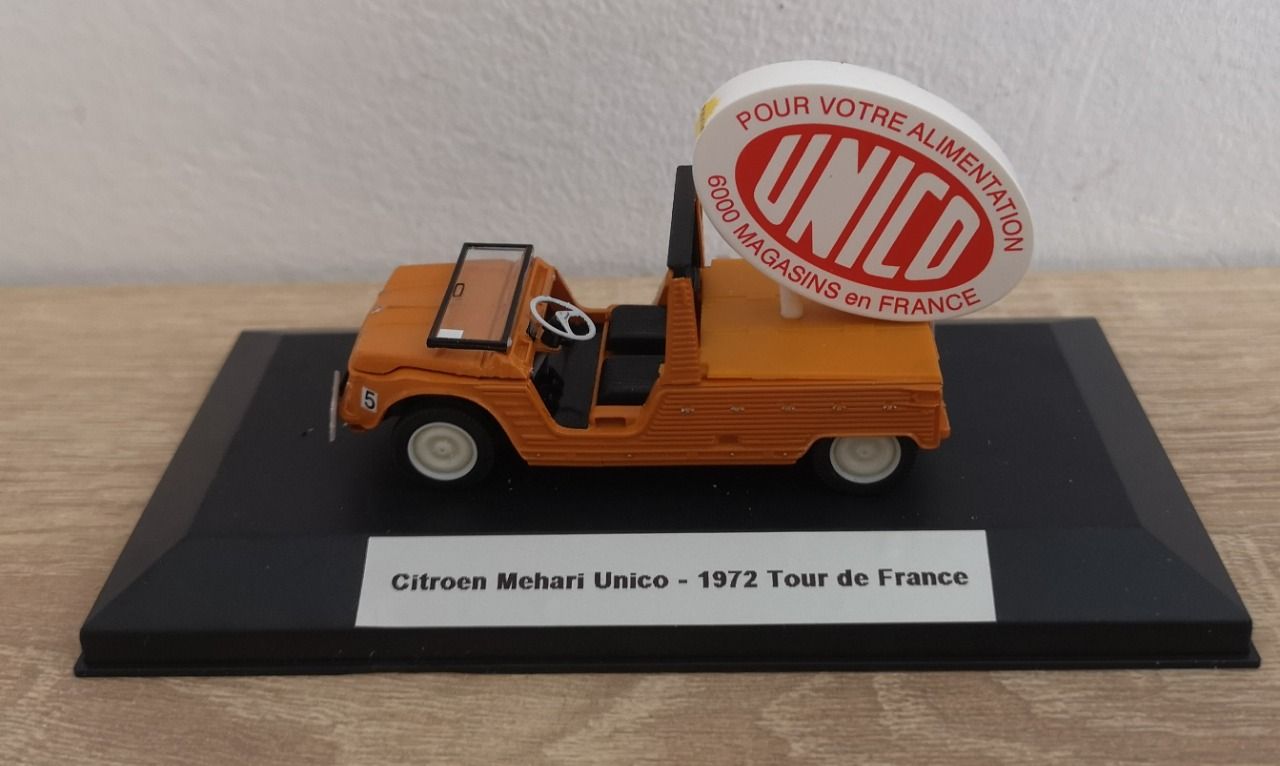 POUR VOTRE ALIMENTATION
UNICO
6000 MAGASINS en FRANCE
5
Citroen Mehari Unico - 1972 Tour de France